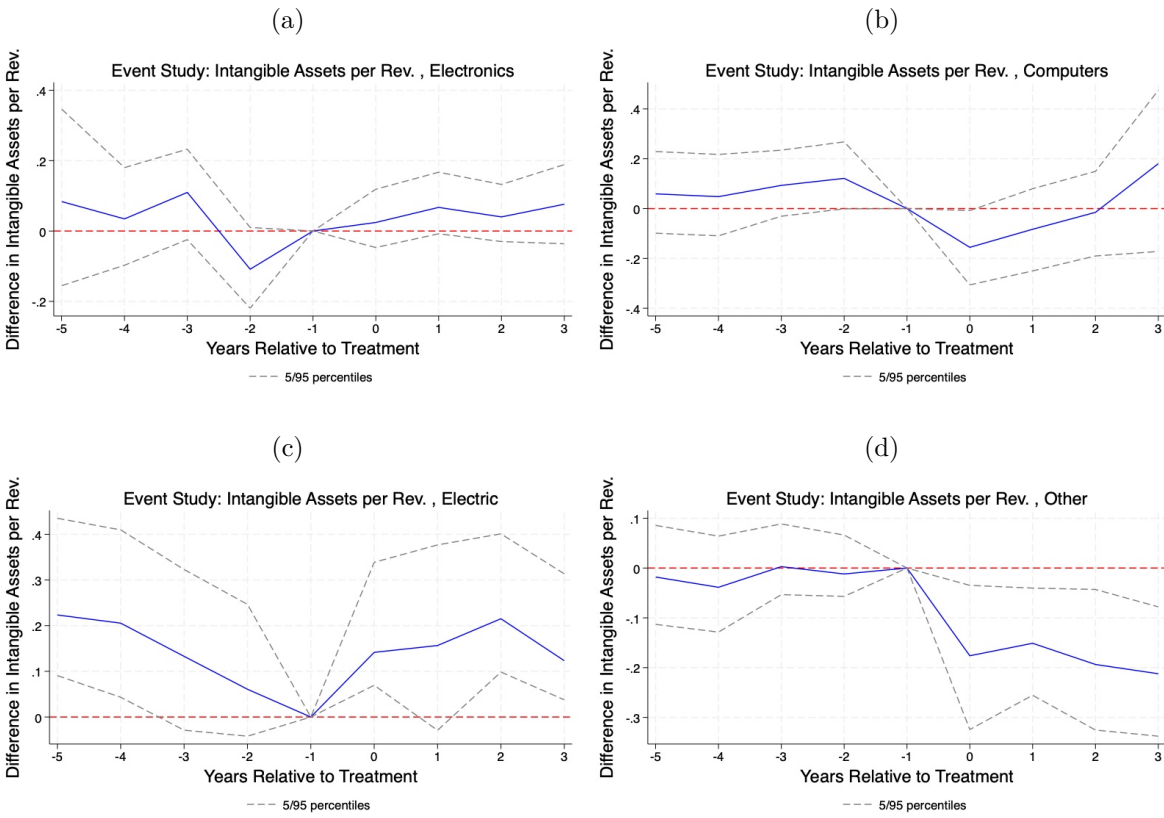 (a)
Event Study: Intangible Assets per Rev. , Electronics
Difference in Intangible Assets per Rev.
.4
.2
0
-.2
-5 -4 -3 -2 -1 0 1 2 3
Years Relative to Treatment
5/95 percentiles
(b)
Event Study: Intangible Assets per Rev. , Computers
Difference in Intangible Assets per Rev.
.4
.2
0
-.2
-.4
-5 -4 -3 -2 -1 0 1 2 3
Years Relative to Treatment
5/95 percentiles
(c)
Event Study: Intangible Assets per Rev. , Electric
Difference in Intangible Assets per Rev.
.4
.3
.2
.1
0
-5 -4 -3 -2 -1 0 1 2 3
Years Relative to Treatment
5/95 percentiles
(d)
Event Study: Intangible Assets per Rev. , Other
Difference in Intangible Assets per Rev.
.1
0
-.1
-.2
-.3
-5 -4 -3 -2 -1 0 1 2 3
Years Relative to Treatment
5/95 percentiles